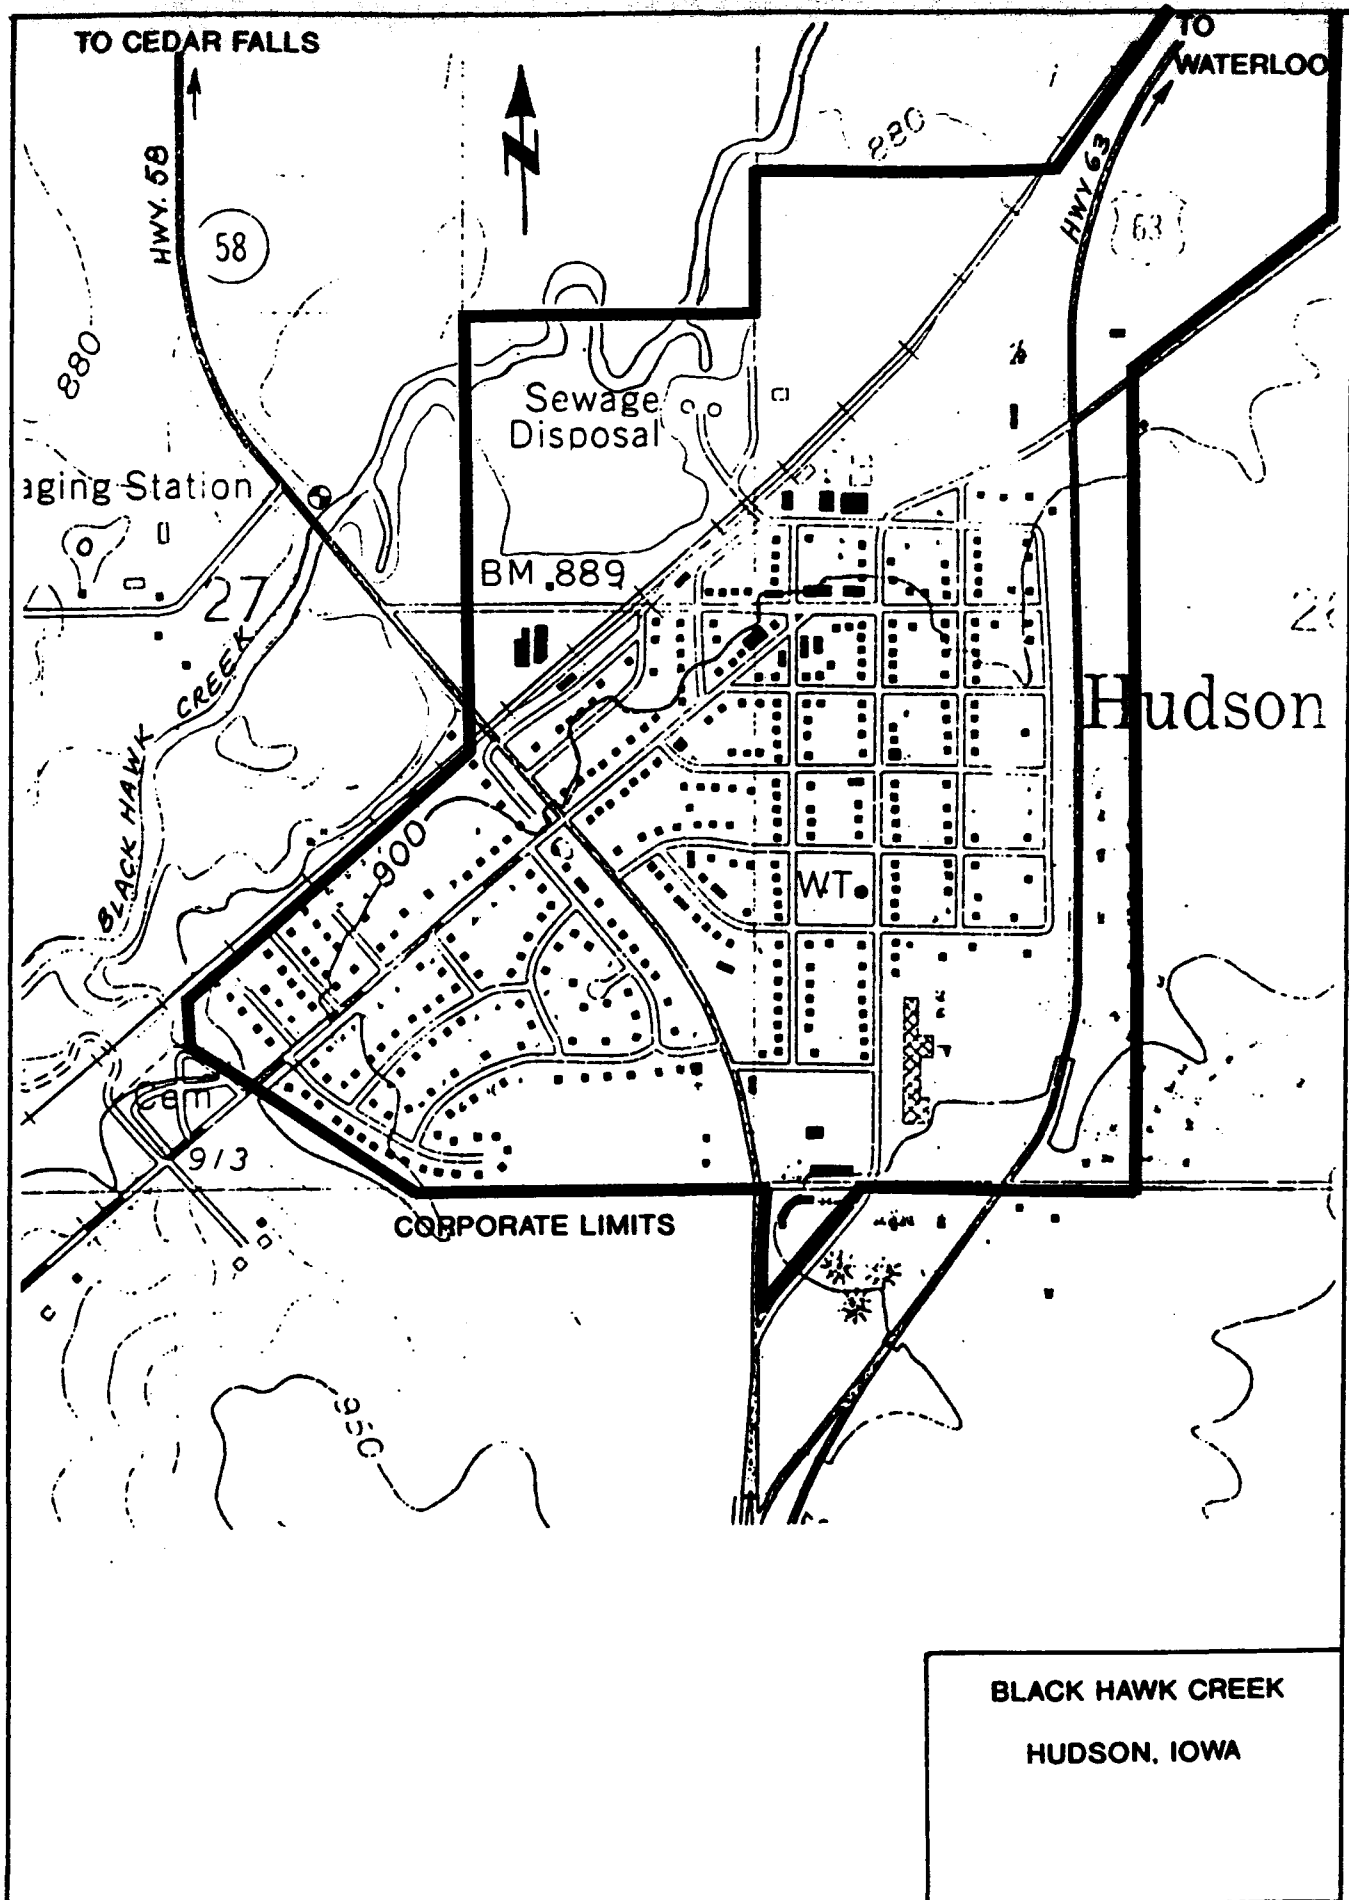 TO CEDAR FALLS
TO
WATERLOO
HWY. 58
58
880
HWY 63
63
880
Sewage
Disposal
aging Station
BM 889
27
BLACK HAWK CREEK
Hudson
900
WT
Cem
913
CORPORATE LIMITS
950
BLACK HAWK CREEK
HUDSON, IOWA